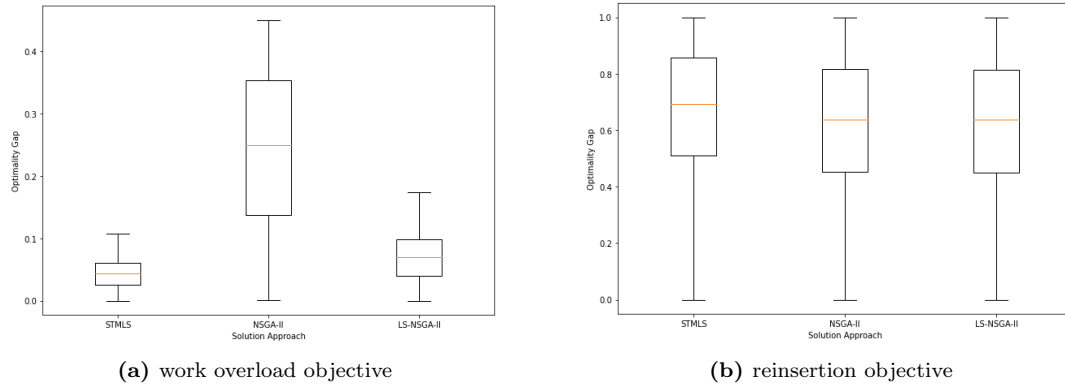 Optimality Gap
0.4
0.3
0.2
0.1
0.0
STMLS
NSGA-II
LS-NSGA-II
Solution Approach
(a) work overload objective
Optimality Gap
1.0
0.8
0.6
0.4
0.2
0.0
STMLS
NSGA-II
LS-NSGA-II
Solution Approach
(b) reinsertion objective